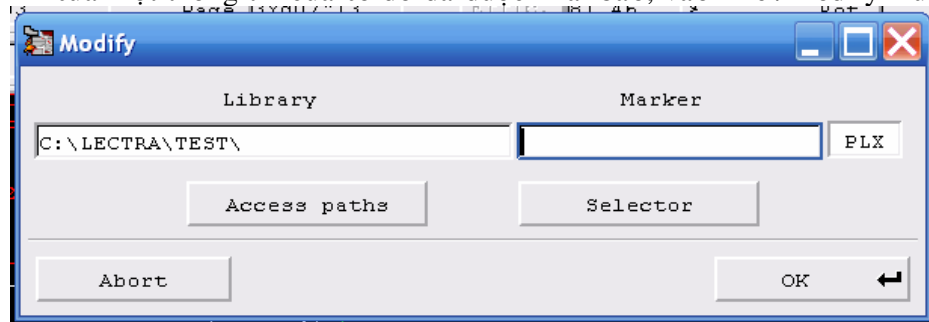 Modify
Library Marker
C:\LECTRA\TEST\ PLX
Access paths Selector
Abort OK